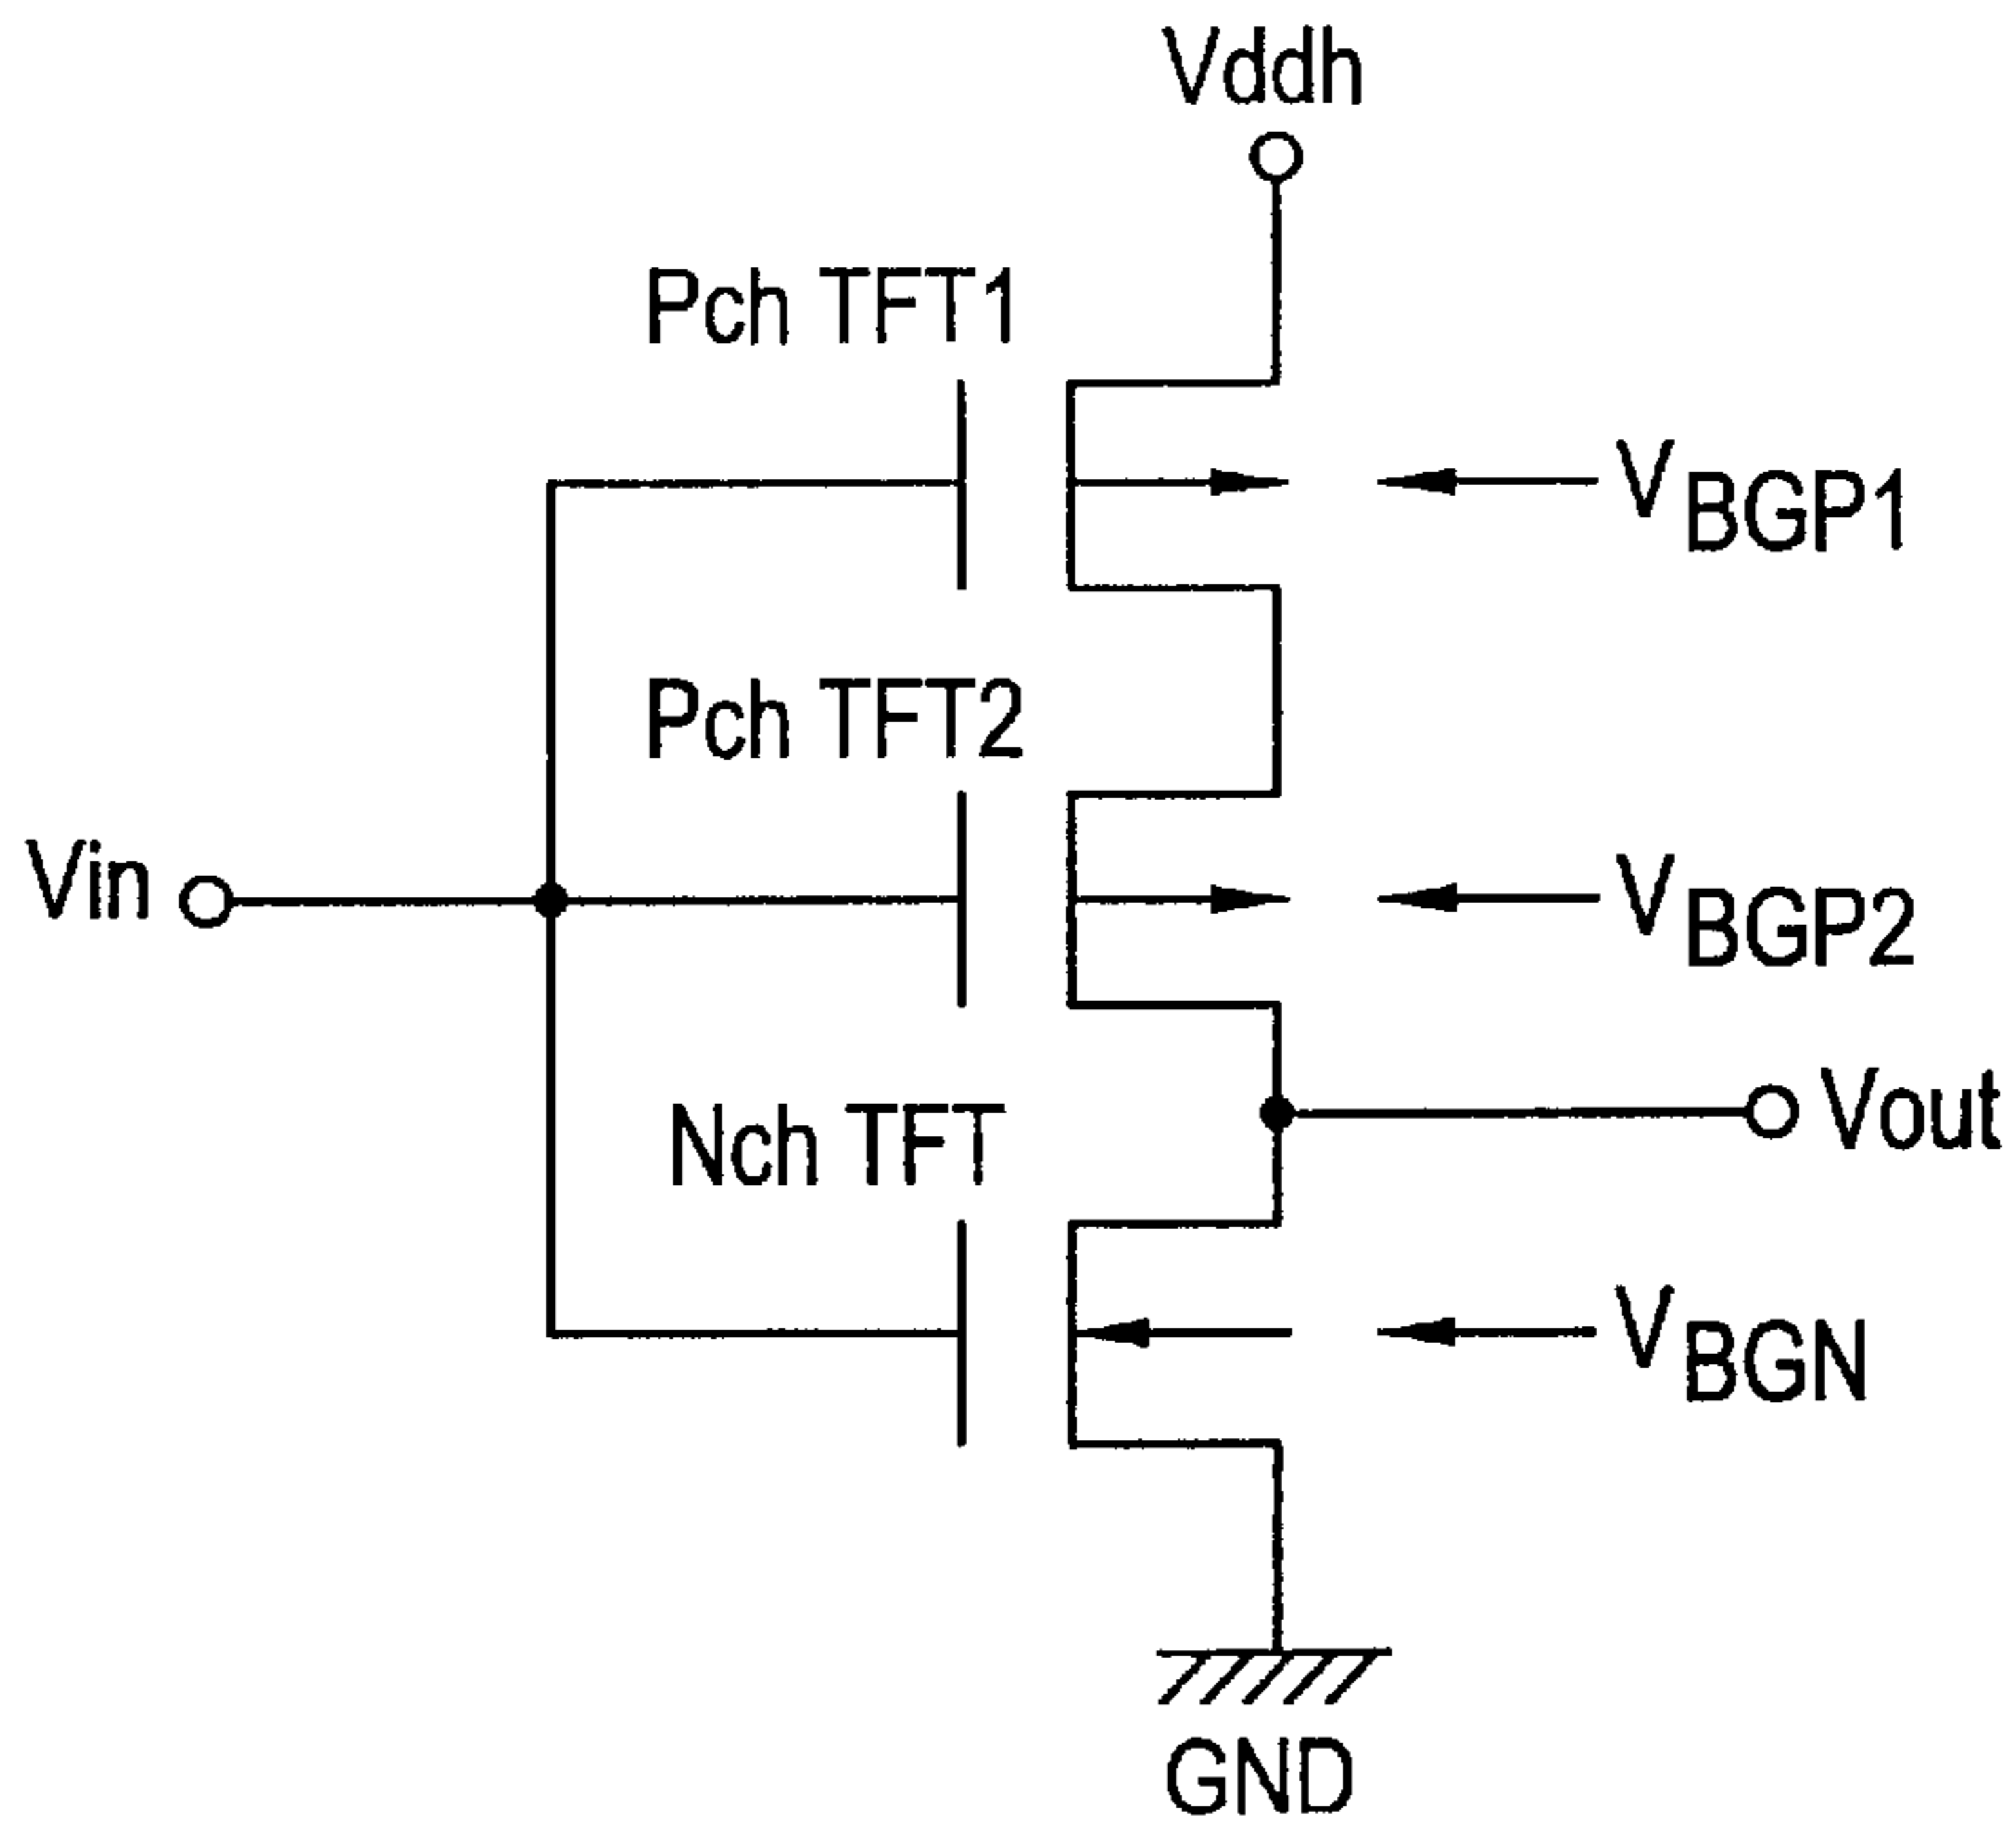 Vddh
Pch TFT1
VBGP1
Pch TFT2
Vin
VBGP2
Nch TFT
Vout
VBGN
GND